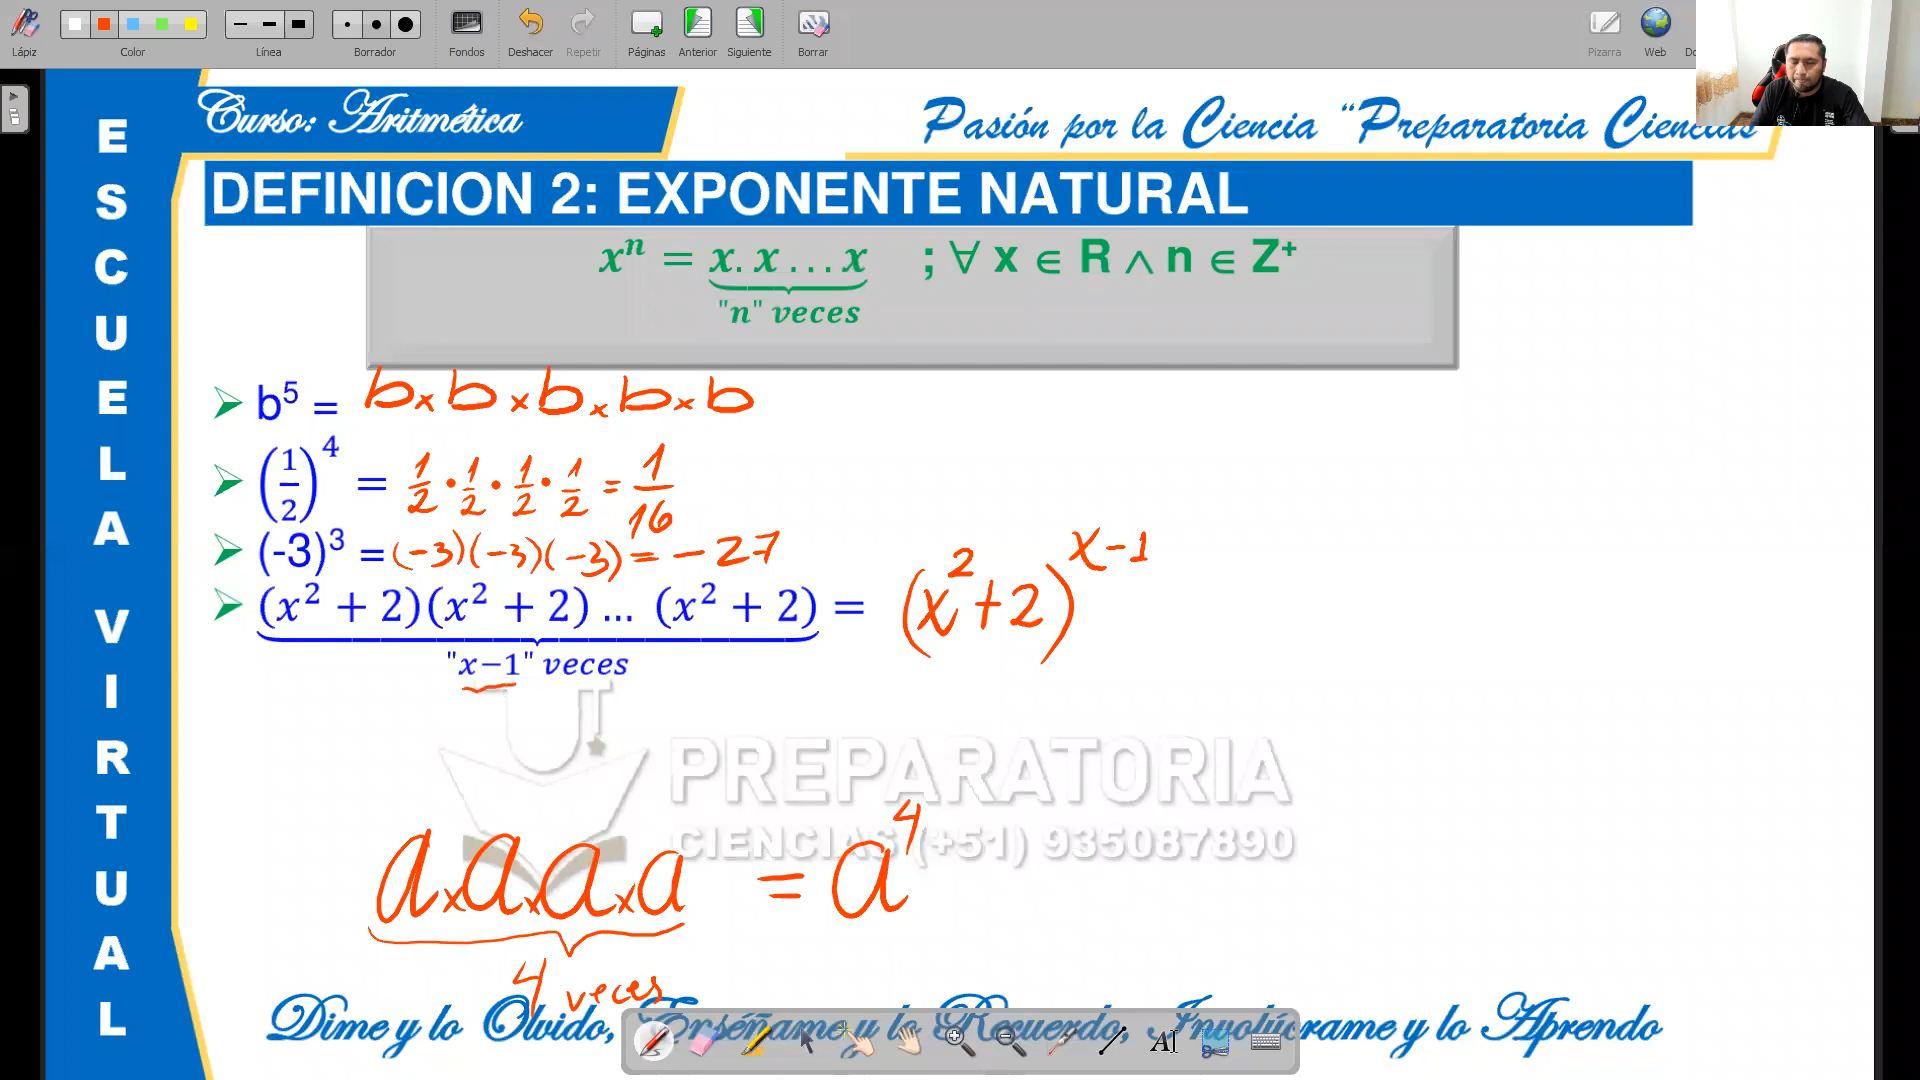 Lápiz Color Línea Borrador Fondos Deshacer Repetir Páginas Anterior Siguiente Borrar Pizarra Web
Curso: Aritmética
Pasión por la Ciencia “Preparatoria Ciencias
ESCUELA VIRTUAL
DEFINICION 2: EXPONENTE NATURAL
xⁿ = x. x … x ; ∀ x ∈ R ∧ n ∈ Z⁺
"n" veces
b⁵ = b × b × b × b × b
(1/2)⁴ = 1/2 · 1/2 · 1/2 · 1/2 = 1/16
(-3)³ = (-3)(-3)(-3) = -27
(x² + 2)(x² + 2) … (x² + 2) = (x²+2)ˣ⁻¹
"x−1" veces
PREPARATORIA
CIENCIAS (+51) 935087890
a×a×a×a = a⁴
4 veces
Dime y lo Olvido, Enséñame y lo Recuerdo, Involúcrame y lo Aprendo